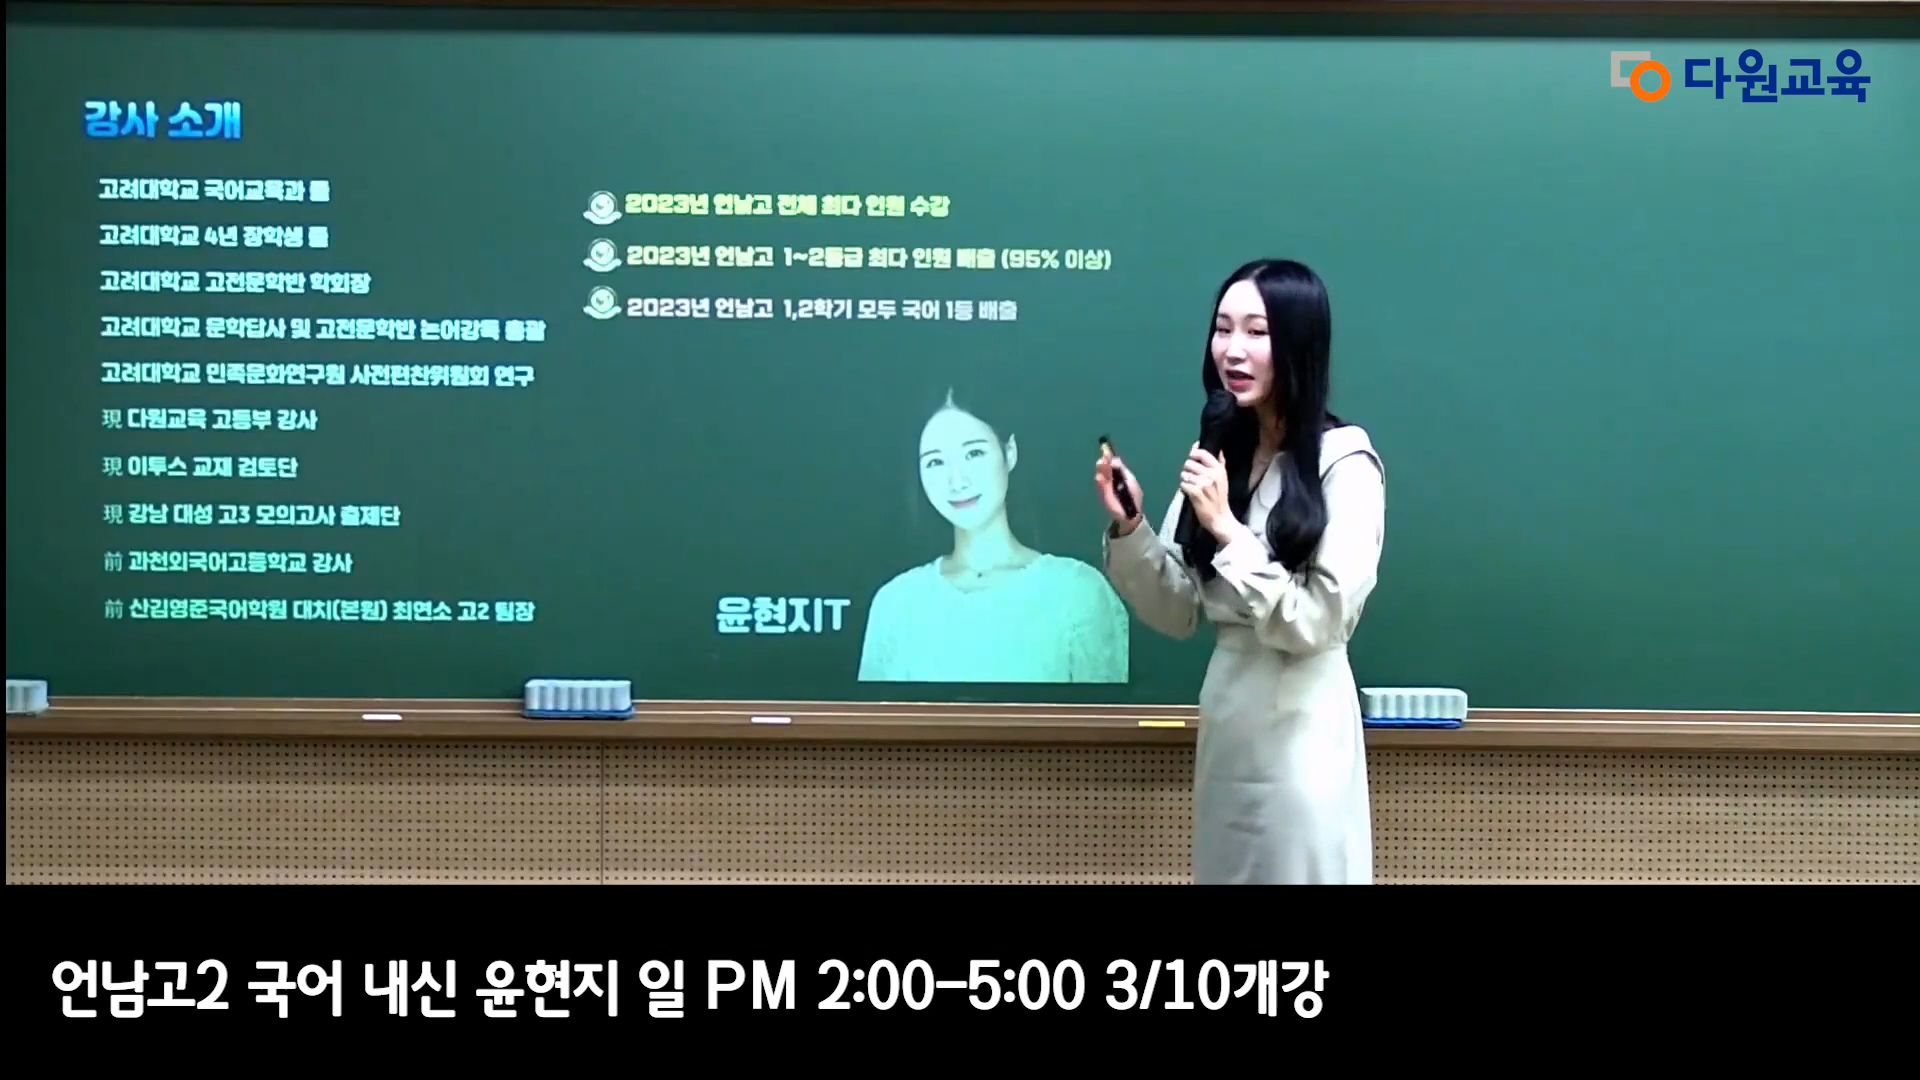 다원교육
강사 소개
고려대학교 국어교육과 졸
고려대학교 4년 장학생 졸
고려대학교 고전문학반 학회장
고려대학교 문학답사 및 고전문학반 논어강독 총괄
고려대학교 민족문화연구원 사전편찬위원회 연구
現 다원교육 고등부 강사
現 이투스 교재 검토단
現 강남 대성 고3 모의고사 출제단
前 과천외국어고등학교 강사
前 산김영준국어학원 대치(본원) 최연소 고2 팀장
2023년 언남고 전체 최다 인원 수강
2023년 언남고 1~2등급 최다 인원 배출 (95% 이상)
2023년 언남고 1,2학기 모두 국어 1등 배출
윤현지T
언남고2 국어 내신 윤현지 일 PM 2:00-5:00 3/10개강